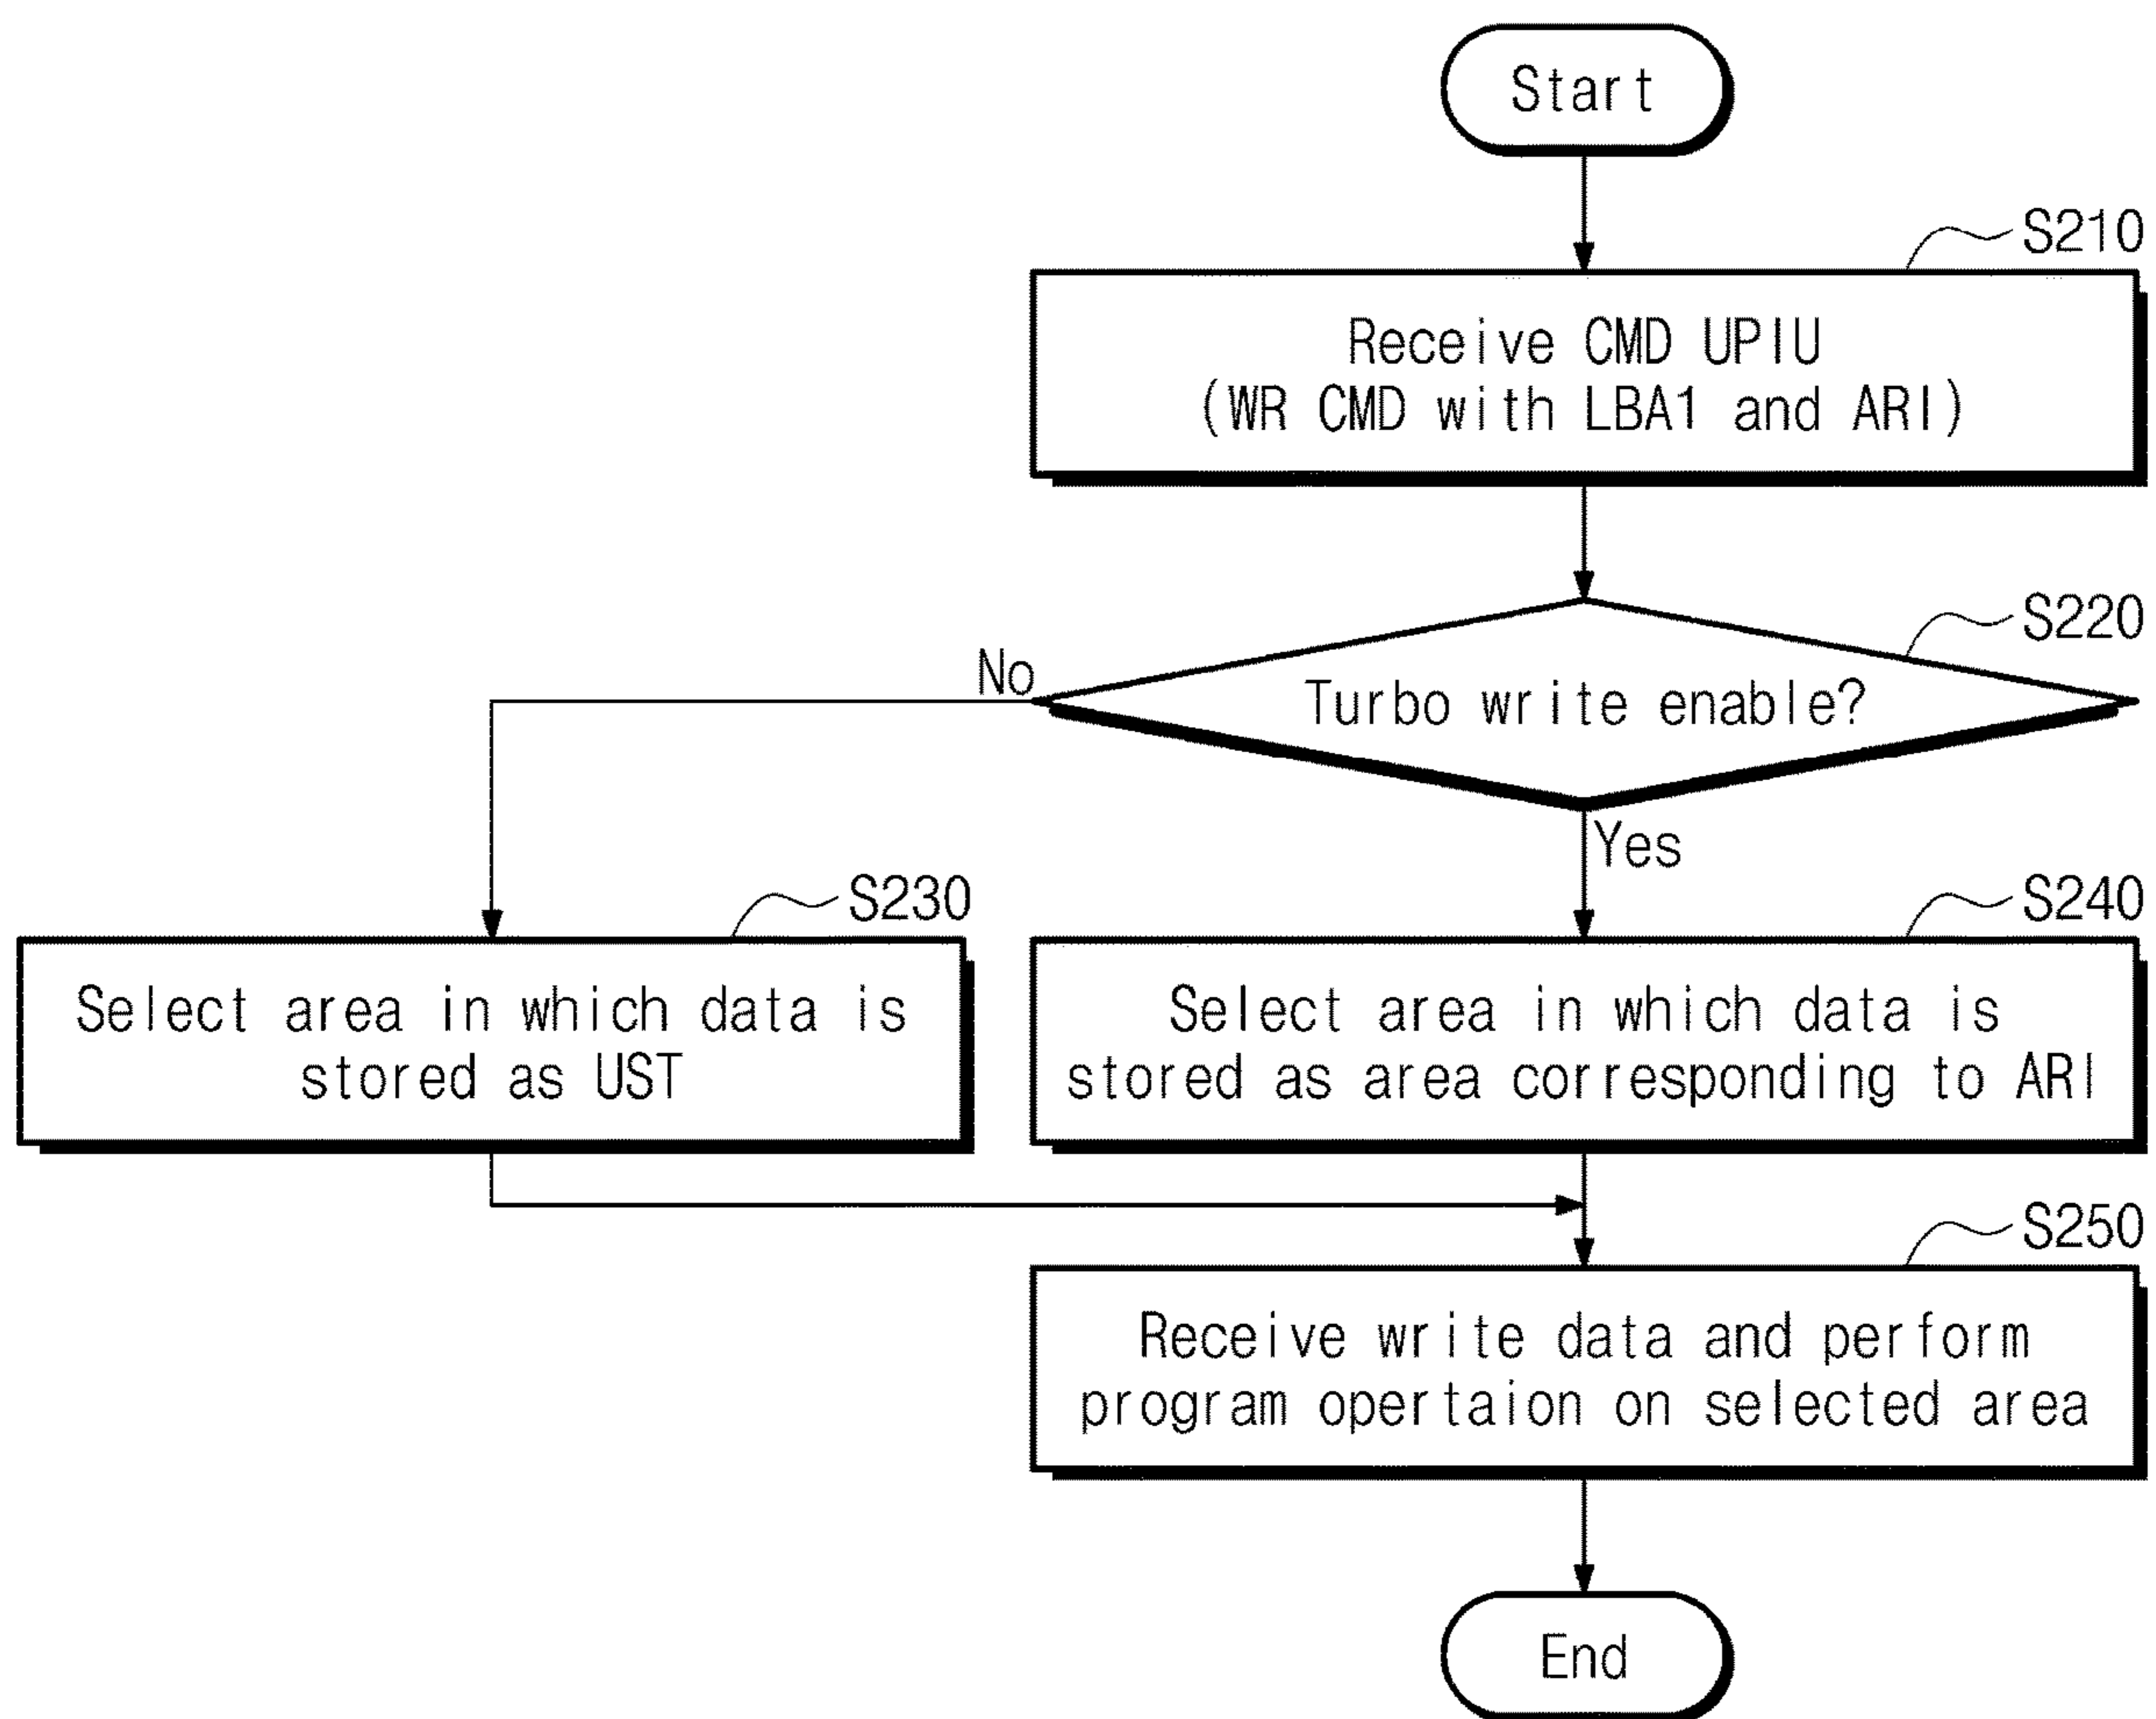 Start
S210
Receive CMD UPIU
(WR CMD with LBA1 and ARI)
S220
No
Turbo write enable?
Yes
S230
Select area in which data is
stored as UST
S240
Select area in which data is
stored as area corresponding to ARI
S250
Receive write data and perform
program opertaion on selected area
End